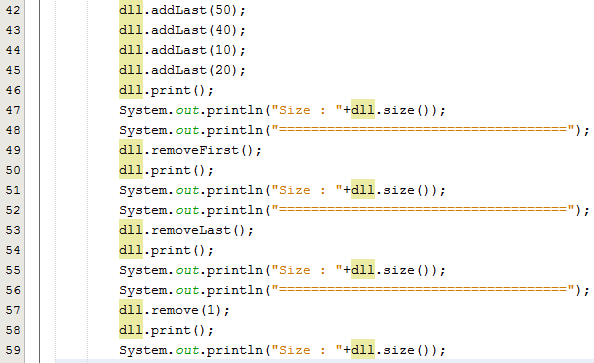 42 dll.addLast(50);
43 dll.addLast(40);
44 dll.addLast(10);
45 dll.addLast(20);
46 dll.print();
47 System.out.println("Size : "+dll.size());
48 System.out.println("====================================");
49 dll.removeFirst();
50 dll.print();
51 System.out.println("Size : "+dll.size());
52 System.out.println("====================================");
53 dll.removeLast();
54 dll.print();
55 System.out.println("Size : "+dll.size());
56 System.out.println("====================================");
57 dll.remove(1);
58 dll.print();
59 System.out.println("Size : "+dll.size());